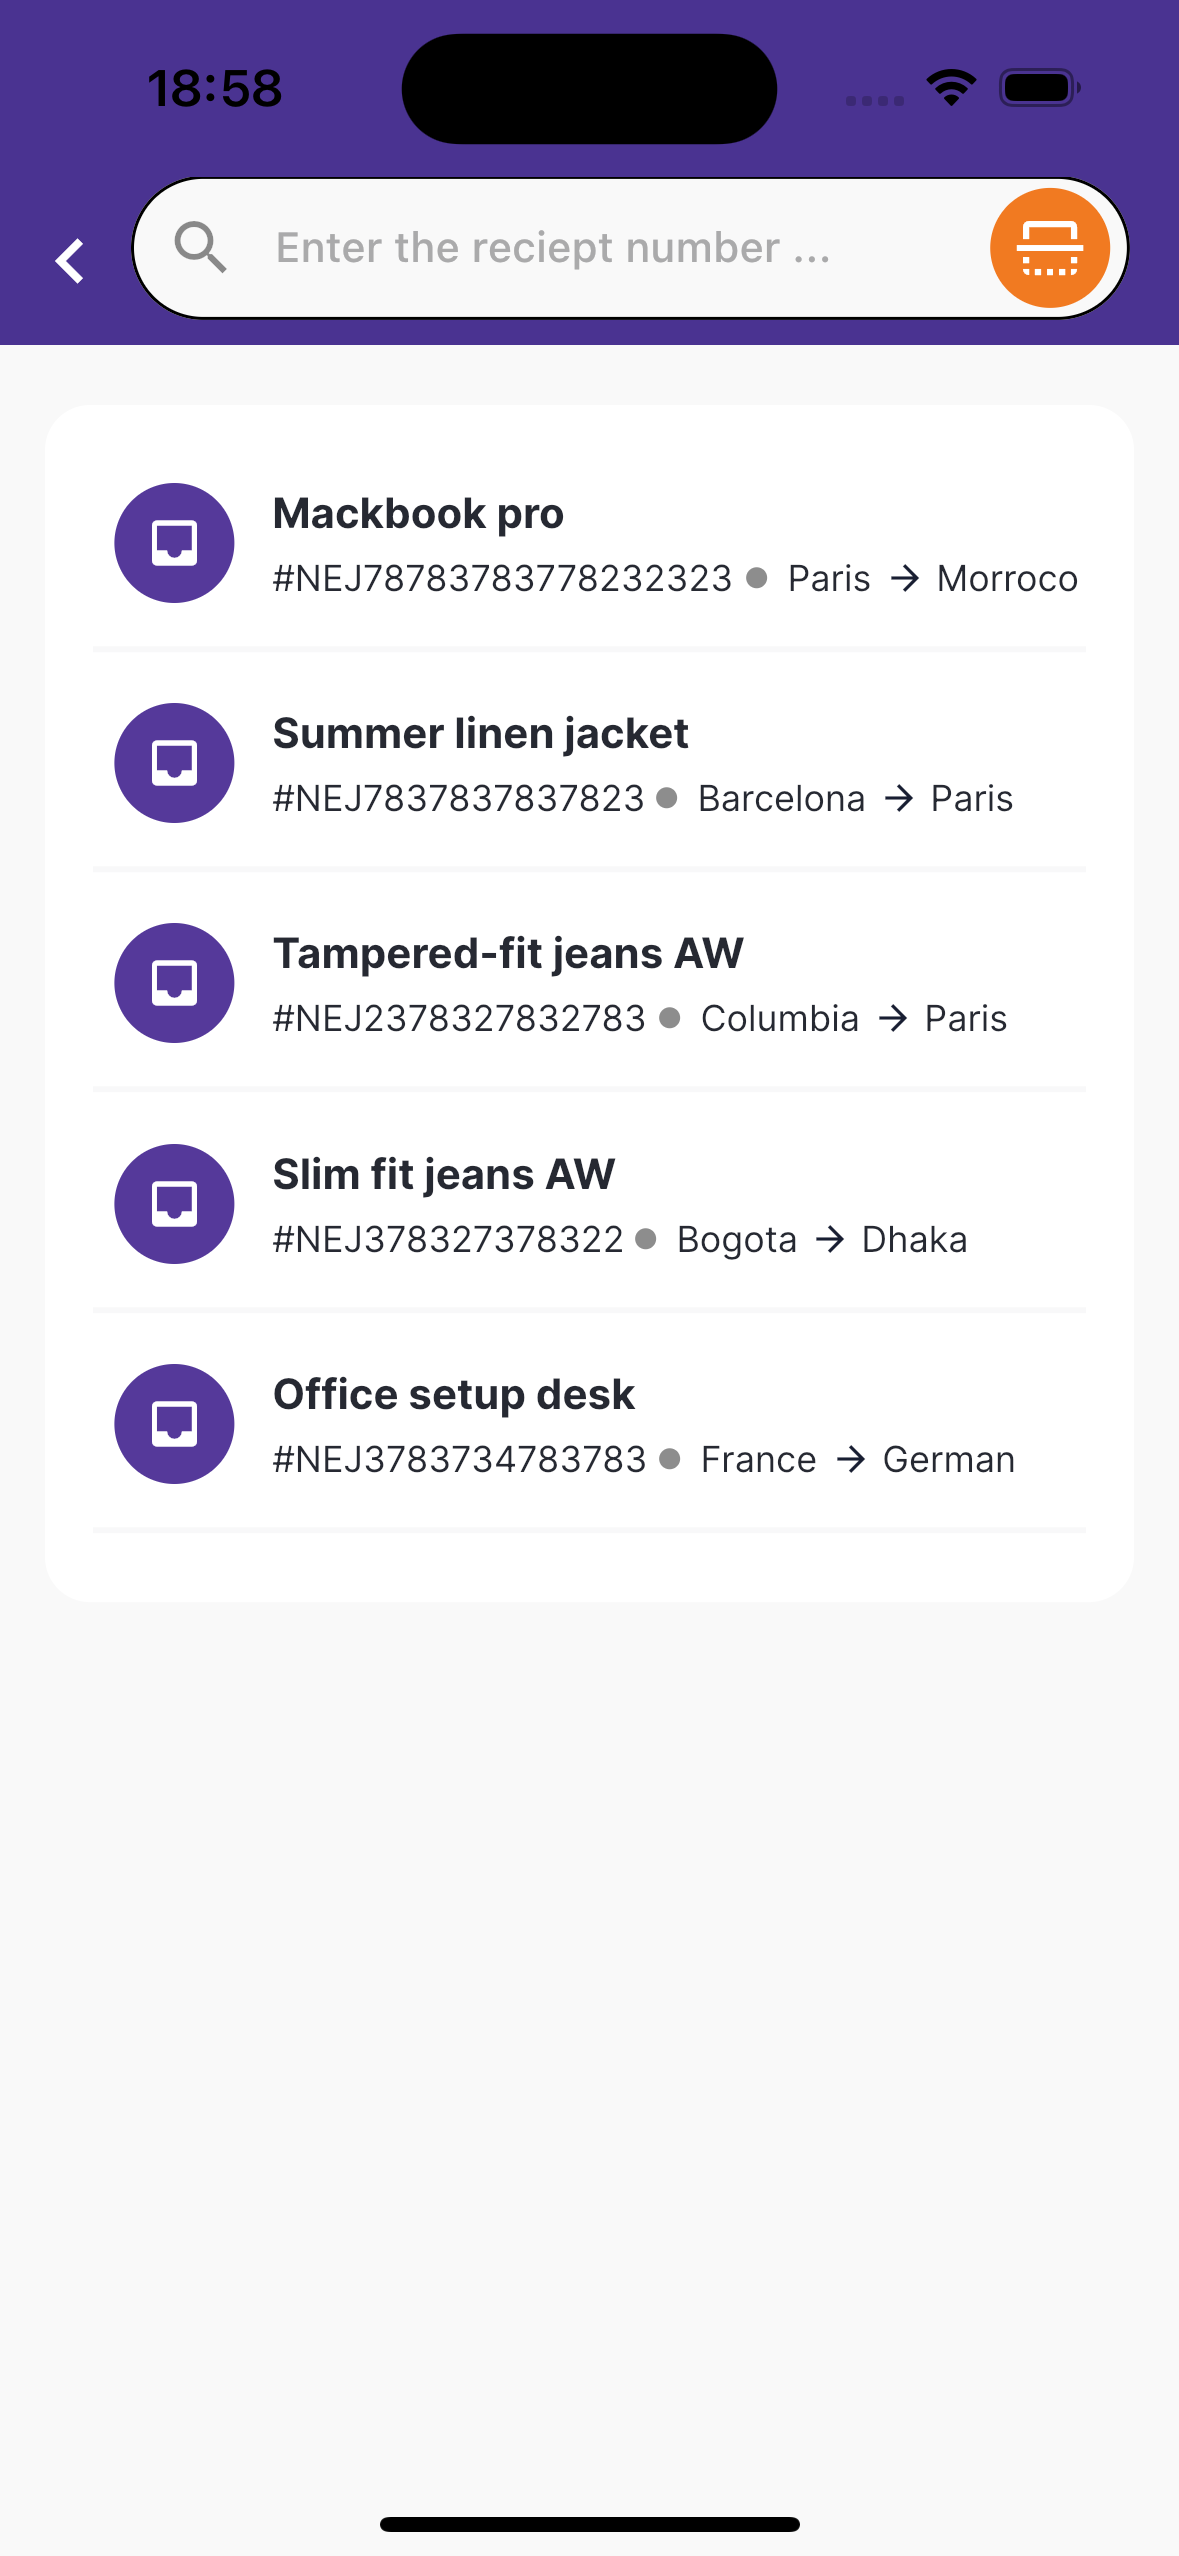 18:58
Enter the reciept number ...
Mackbook pro
#NEJ78783783778232323 ● Paris → Morroco
Summer linen jacket
#NEJ7837837837823 ● Barcelona → Paris
Tampered-fit jeans AW
#NEJ2378327832783 ● Columbia → Paris
Slim fit jeans AW
#NEJ378327378322 ● Bogota → Dhaka
Office setup desk
#NEJ3783734783783 ● France → German